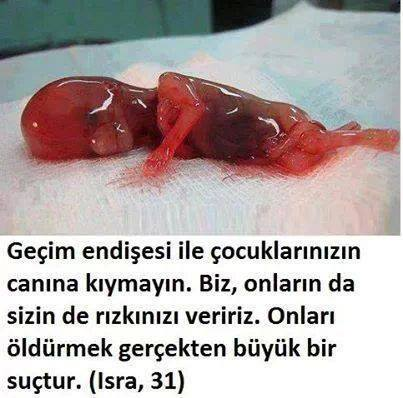 Geçim endişesi ile çocuklarınızın
canına kıymayın. Biz, onların da
sizin de rızkınızı veririz. Onları
öldürmek gerçekten büyük bir
suçtur. (Isra, 31)